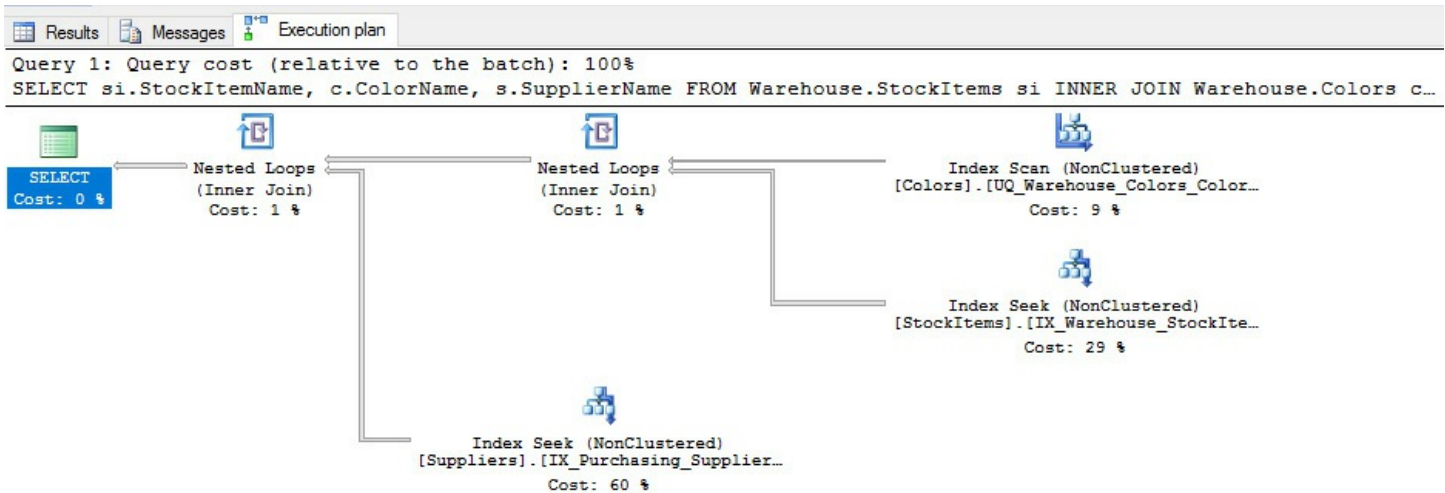 Results Messages Execution plan
Query 1: Query cost (relative to the batch): 100%
SELECT si.StockItemName, c.ColorName, s.SupplierName FROM Warehouse.StockItems si INNER JOIN Warehouse.Colors c…
SELECT
Cost: 0 %
Nested Loops
(Inner Join)
Cost: 1 %
Nested Loops
(Inner Join)
Cost: 1 %
Index Scan (NonClustered)
[Colors].[UQ_Warehouse_Colors_Color…
Cost: 9 %
Index Seek (NonClustered)
[StockItems].[IX_Warehouse_StockIte…
Cost: 29 %
Index Seek (NonClustered)
[Suppliers].[IX_Purchasing_Supplier…
Cost: 60 %